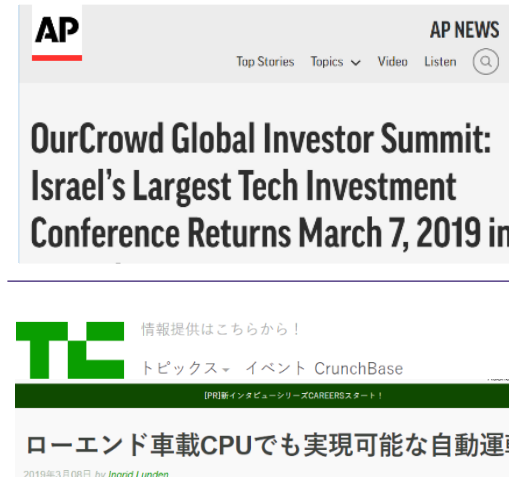 AP
AP NEWS
Top Stories Topics Video Listen
OurCrowd Global Investor Summit:
Israel's Largest Tech Investment
Conference Returns March 7, 2019 in
TC
情報提供はこちらから！
トピックス イベント CrunchBase
[PR]新インタビューシリーズCAREERSスタート！
ローエンド車載CPUでも実現可能な自動運転
2019年3月08日 by Ingrid Lunden